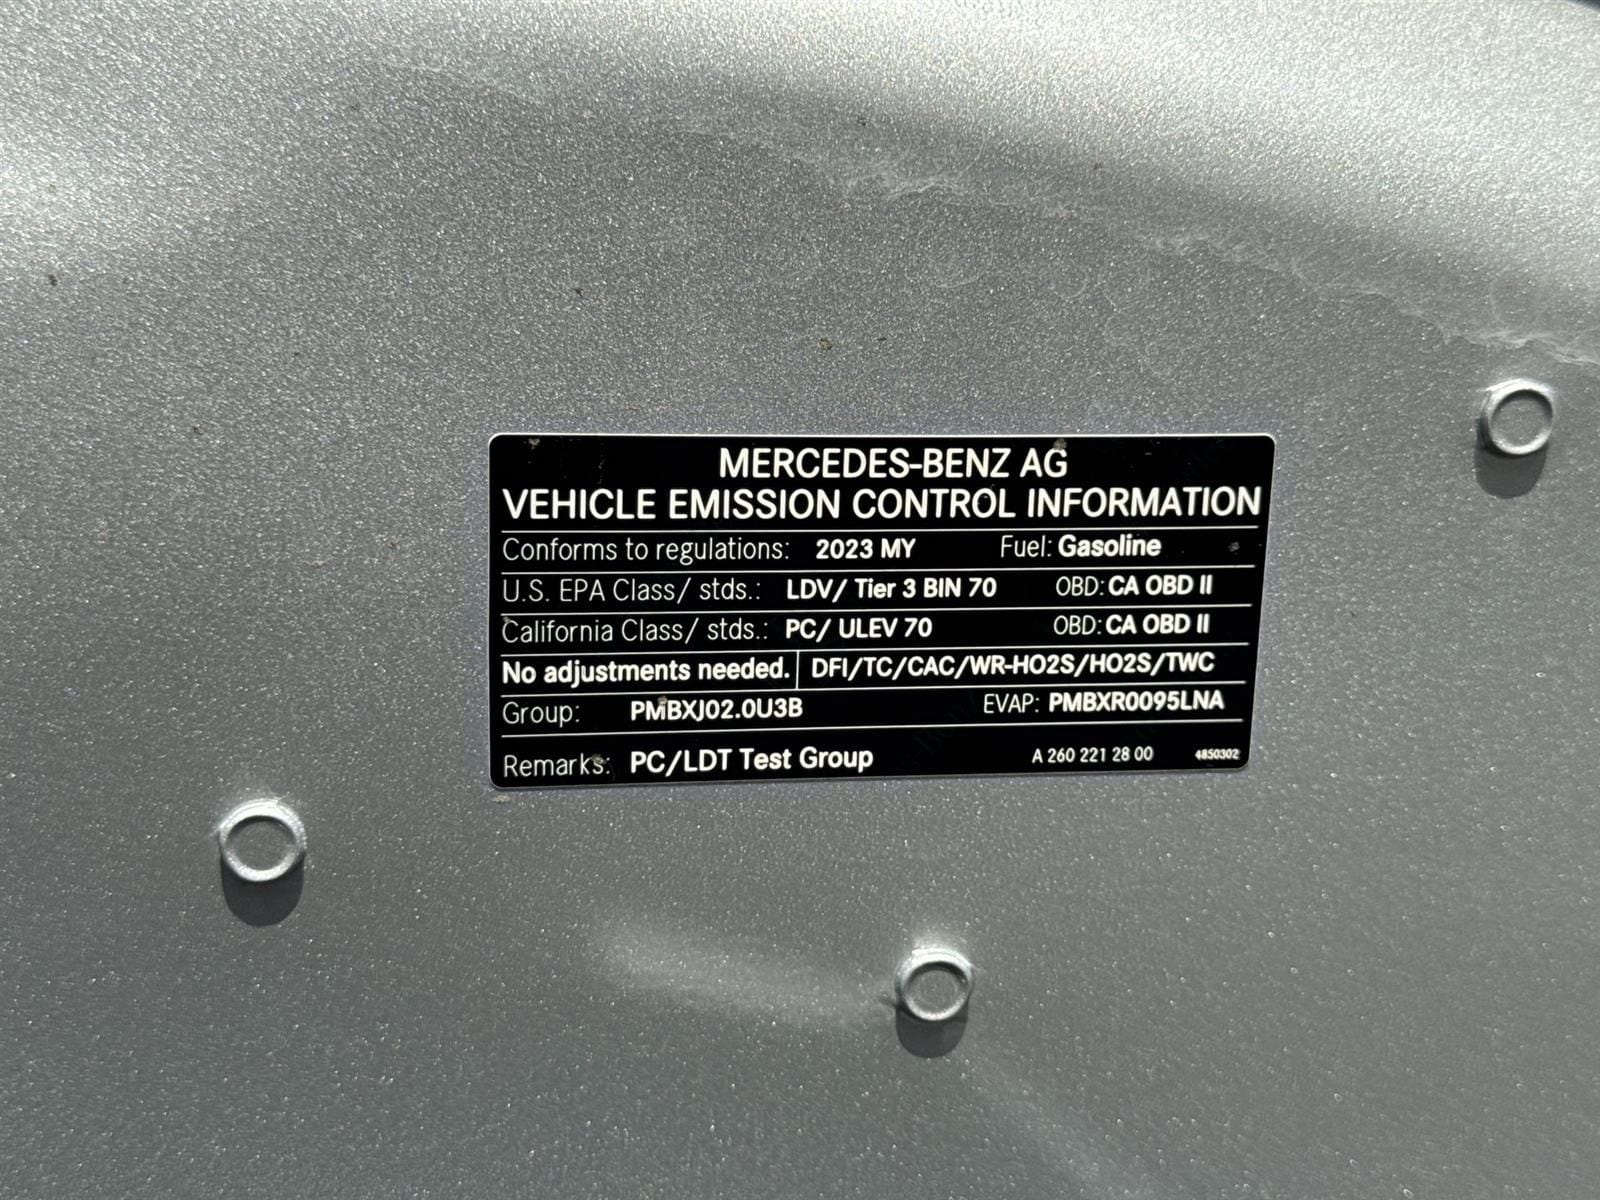 MERCEDES-BENZ AG
VEHICLE EMISSION CONTROL INFORMATION
Conforms to regulations: 2023 MY Fuel: Gasoline
U.S. EPA Class/ stds.: LDV/ Tier 3 BIN 70 OBD: CA OBD II
California Class/ stds.: PC/ ULEV 70 OBD: CA OBD II
No adjustments needed. DFI/TC/CAC/WR-HO2S/HO2S/TWC
Group: PMBXJ02.0U3B EVAP: PMBXR0095LNA
Remarks: PC/LDT Test Group A 260 221 28 00 4850302